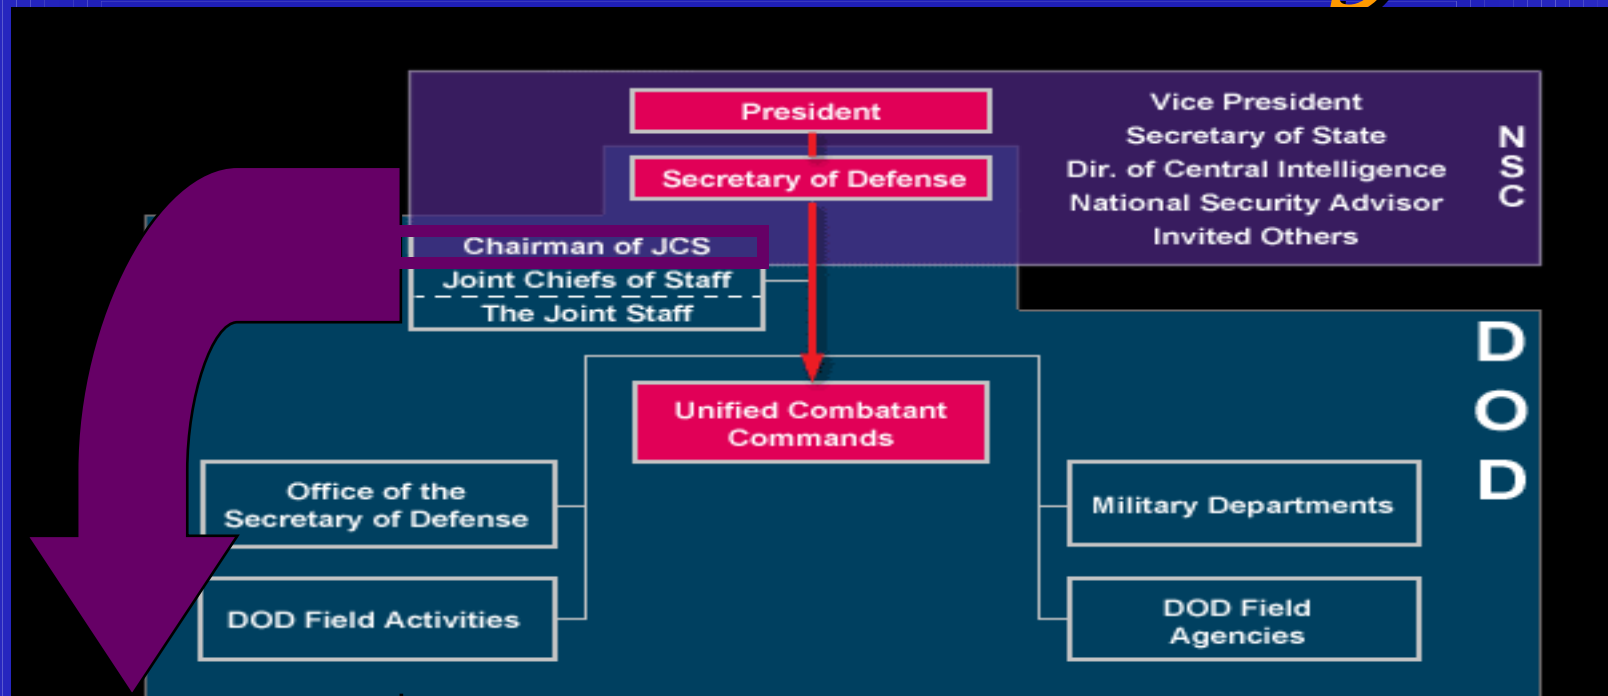 President
Secretary of Defense
Vice President
Secretary of State
Dir. of Central Intelligence
National Security Advisor
Invited Others
N
S
C
Chairman of JCS
Joint Chiefs of Staff
The Joint Staff
D
O
D
Unified Combatant
Commands
Office of the
Secretary of Defense
Military Departments
DOD Field Activities
DOD Field
Agencies